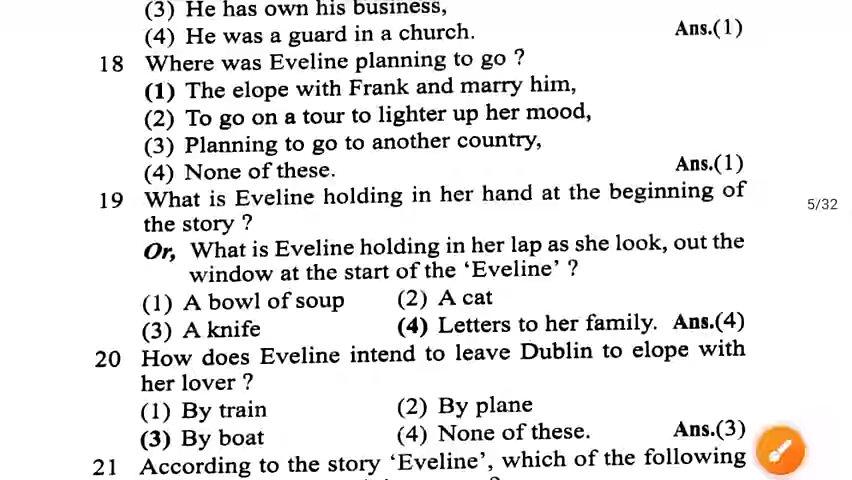 (3) He has own his business,
(4) He was a guard in a church. Ans.(1)
18 Where was Eveline planning to go ?
(1) The elope with Frank and marry him,
(2) To go on a tour to lighter up her mood,
(3) Planning to go to another country,
(4) None of these. Ans.(1)
19 What is Eveline holding in her hand at the beginning of
the story ?
5/32
Or, What is Eveline holding in her lap as she look, out the
window at the start of the ‘Eveline’ ?
(1) A bowl of soup (2) A cat
(3) A knife (4) Letters to her family. Ans.(4)
20 How does Eveline intend to leave Dublin to elope with
her lover ?
(1) By train (2) By plane
(3) By boat (4) None of these. Ans.(3)
21 According to the story ‘Eveline’, which of the following